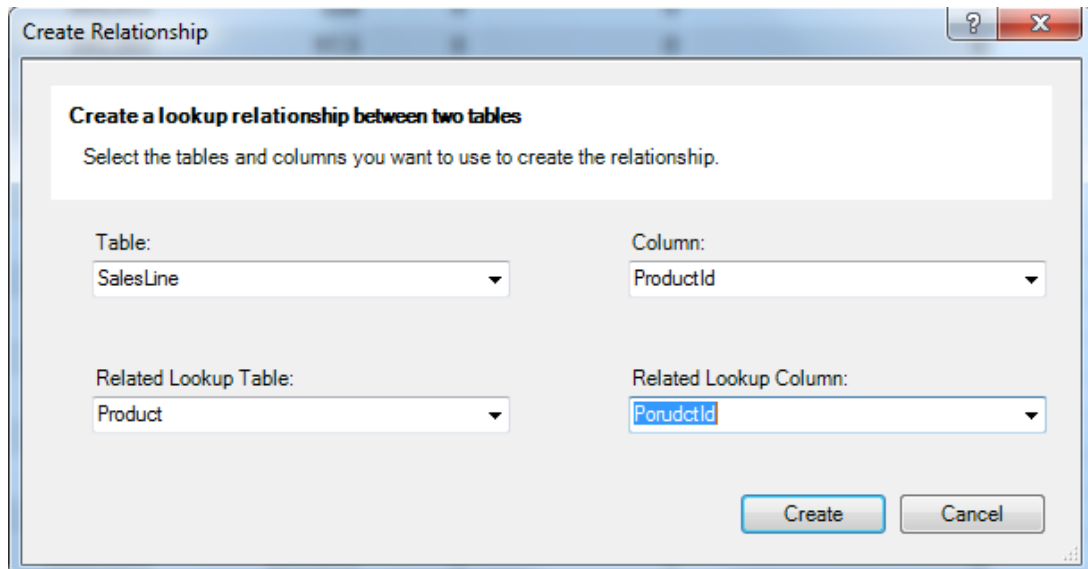 Create Relationship
Create a lookup relationship between two tables
Select the tables and columns you want to use to create the relationship.
Table:
Column:
SalesLine
ProductId
Related Lookup Table:
Related Lookup Column:
Product
PorudctId
Create
Cancel